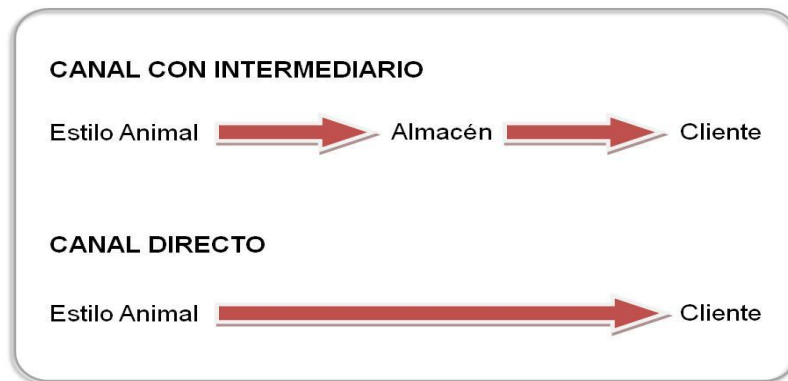 CANAL CON INTERMEDIARIO
Estilo Animal Almacén Cliente
CANAL DIRECTO
Estilo Animal Cliente